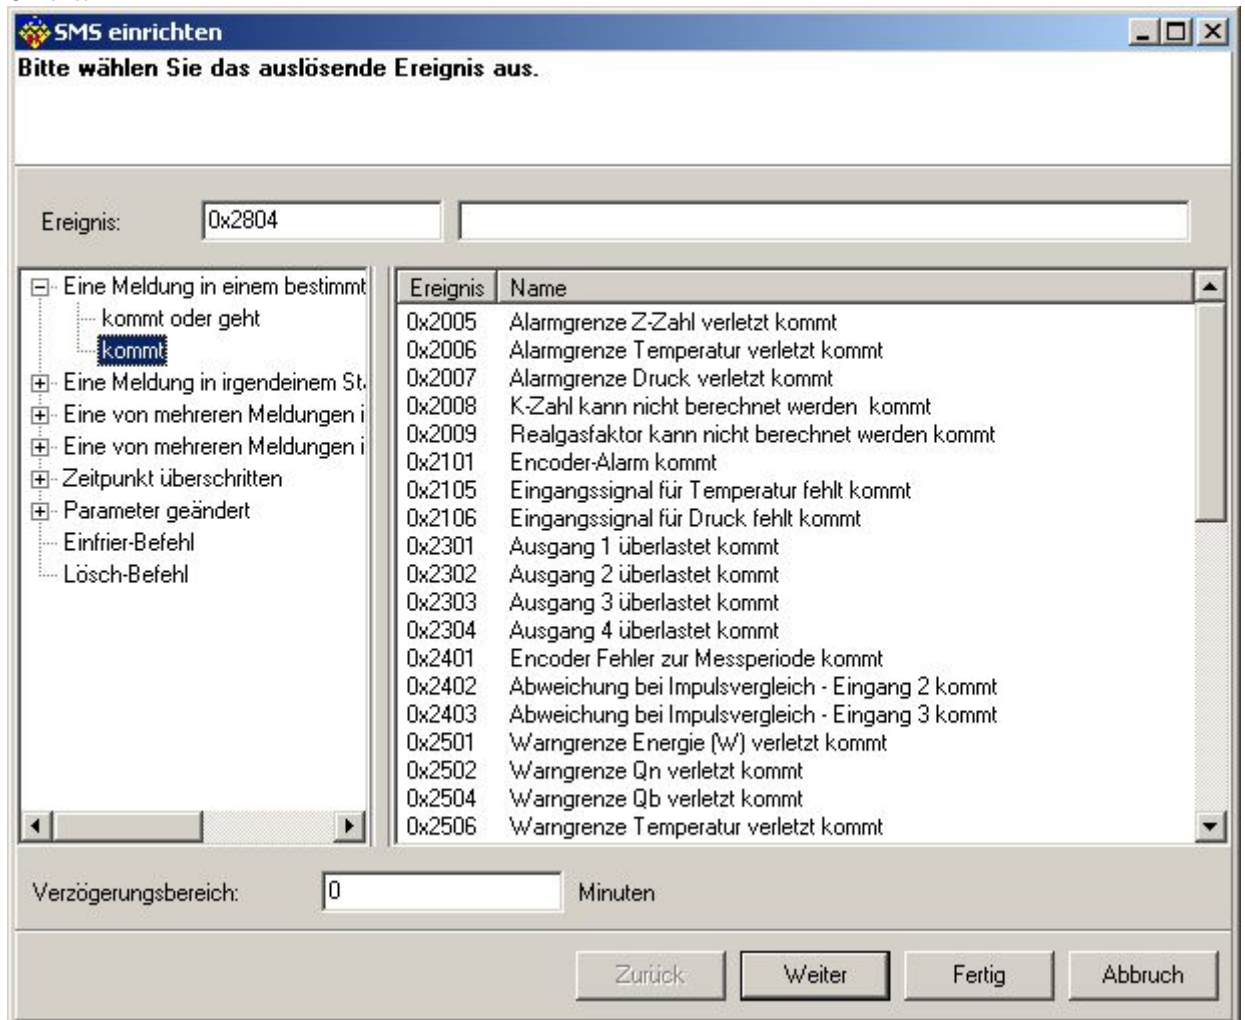 SMS einrichten
Bitte wählen Sie das auslösende Ereignis aus.
Ereignis: 0x2804
Eine Meldung in einem bestimmt
kommt oder geht
kommt
Eine Meldung in irgendeinem
Eine von mehreren Meldungen i
Eine von mehreren Meldungen i
Zeitpunkt überschritten
Parameter geändert
Einfrier-Befehl
Lösch-Befehl
Ereignis Name
0x2005 Alarmgrenze Z-Zahl verletzt kommt
0x2006 Alarmgrenze Temperatur verletzt kommt
0x2007 Alarmgrenze Druck verletzt kommt
0x2008 K-Zahl kann nicht berechnet werden kommt
0x2009 Realgasfaktor kann nicht berechnet werden kommt
0x2101 Encoder-Alarm kommt
0x2105 Eingangssignal für Temperatur fehlt kommt
0x2106 Eingangssignal für Druck fehlt kommt
0x2301 Ausgang 1 überlastet kommt
0x2302 Ausgang 2 überlastet kommt
0x2303 Ausgang 3 überlastet kommt
0x2304 Ausgang 4 überlastet kommt
0x2401 Encoder Fehler zur Messperiode kommt
0x2402 Abweichung bei Impulsvergleich - Eingang 2 kommt
0x2403 Abweichung bei Impulsvergleich - Eingang 3 kommt
0x2501 Warngrenze Energie (W) verletzt kommt
0x2502 Warngrenze Qn verletzt kommt
0x2504 Warngrenze Qb verletzt kommt
0x2506 Warngrenze Temperatur verletzt kommt
Verzögerungsbereich: 0 Minuten
Zurück Weiter Fertig Abbruch